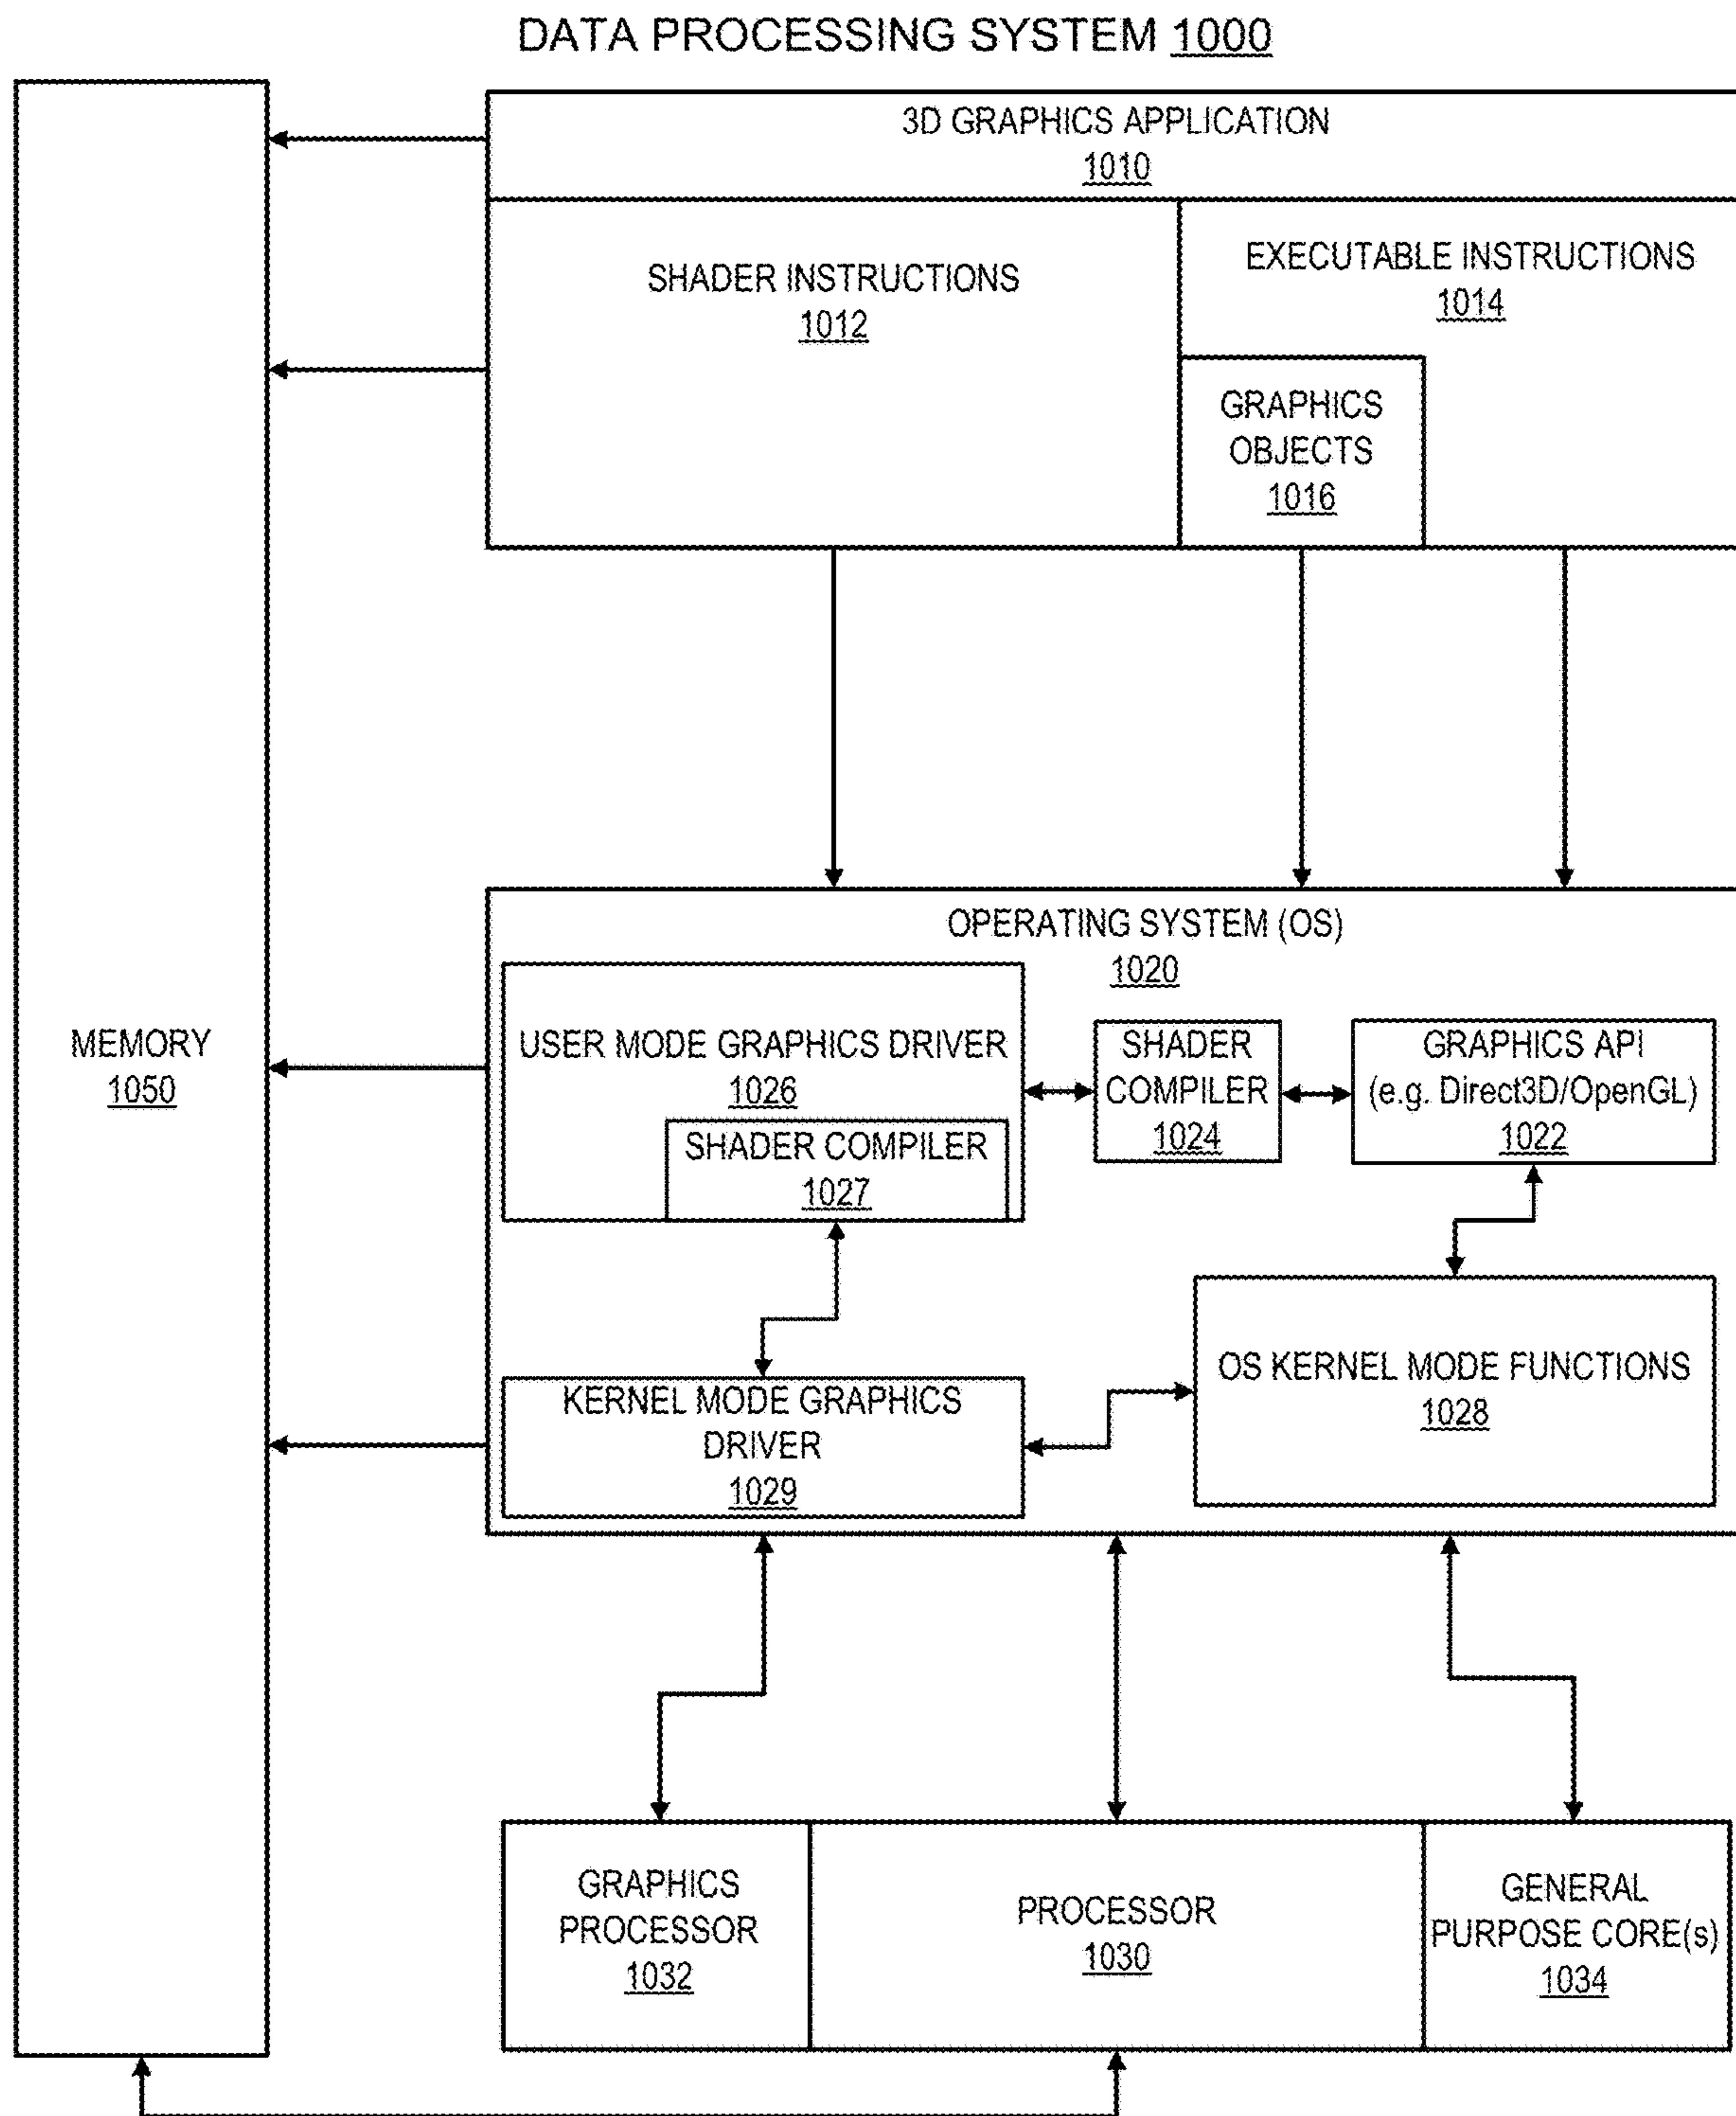 DATA PROCESSING SYSTEM 1000
3D GRAPHICS APPLICATION
1010
SHADER INSTRUCTIONS
1012
EXECUTABLE INSTRUCTIONS
1014
GRAPHICS
OBJECTS
1016
MEMORY
1050
OPERATING SYSTEM (OS)
1020
USER MODE GRAPHICS DRIVER
1026
SHADER COMPILER
1027
SHADER
COMPILER
1024
GRAPHICS API
(e.g. Direct3D/OpenGL)
1022
KERNEL MODE GRAPHICS
DRIVER
1029
OS KERNEL MODE FUNCTIONS
1028
GRAPHICS
PROCESSOR
1032
PROCESSOR
1030
GENERAL
PURPOSE CORE(s)
1034